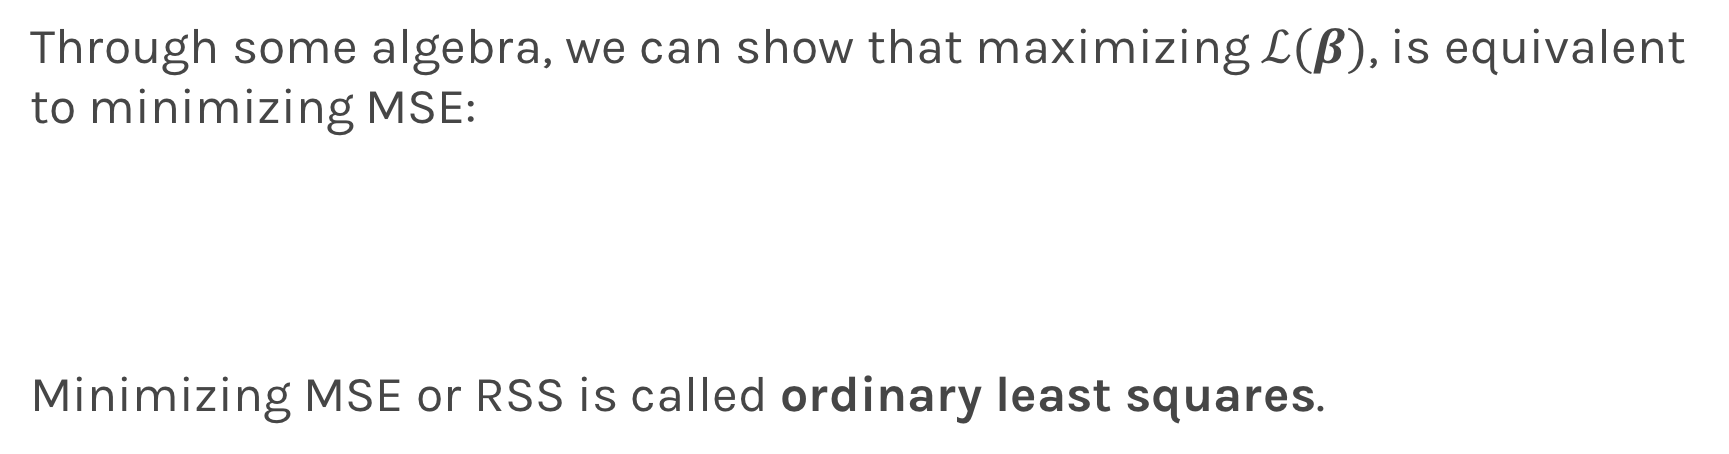 Through some algebra, we can show that maximizing ℒ(𝜷), is equivalent
to minimizing MSE:
Minimizing MSE or RSS is called ordinary least squares.